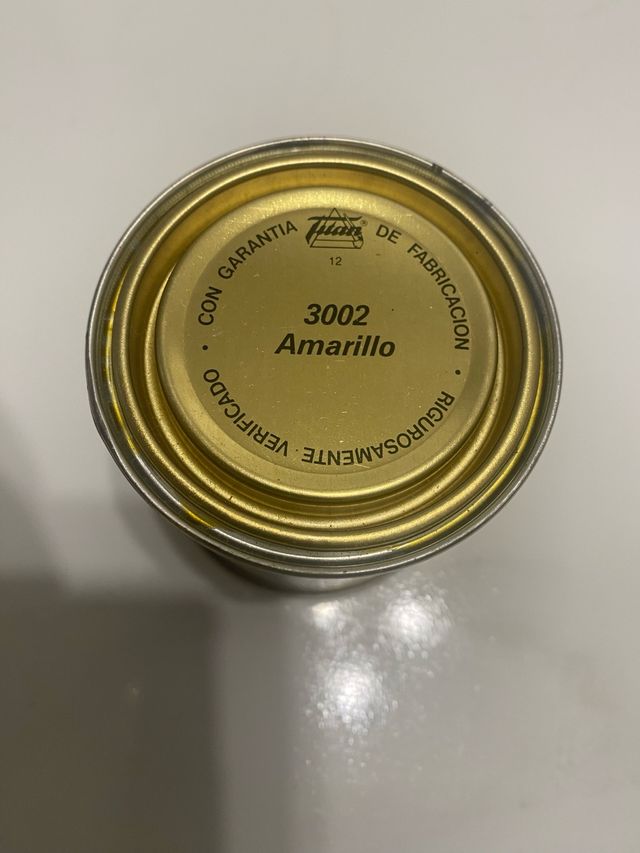 Titan®
12
3002
Amarillo
CON GARANTIA DE FABRICACION
• RIGUROSAMENTE VERIFICADO •